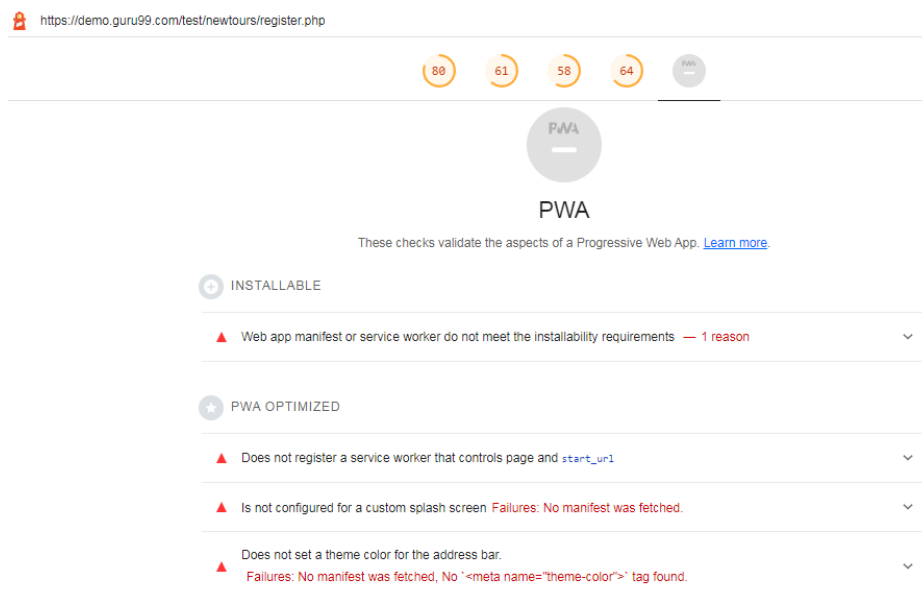 https://demo.guru99.com/test/newtours/register.php
80 61 58 64 PWA
PWA
PWA
These checks validate the aspects of a Progressive Web App. Learn more.
INSTALLABLE
Web app manifest or service worker do not meet the installability requirements — 1 reason
PWA OPTIMIZED
Does not register a service worker that controls page and start_url
Is not configured for a custom splash screen Failures: No manifest was fetched.
Does not set a theme color for the address bar.
Failures: No manifest was fetched, No `<meta name="theme-color">` tag found.